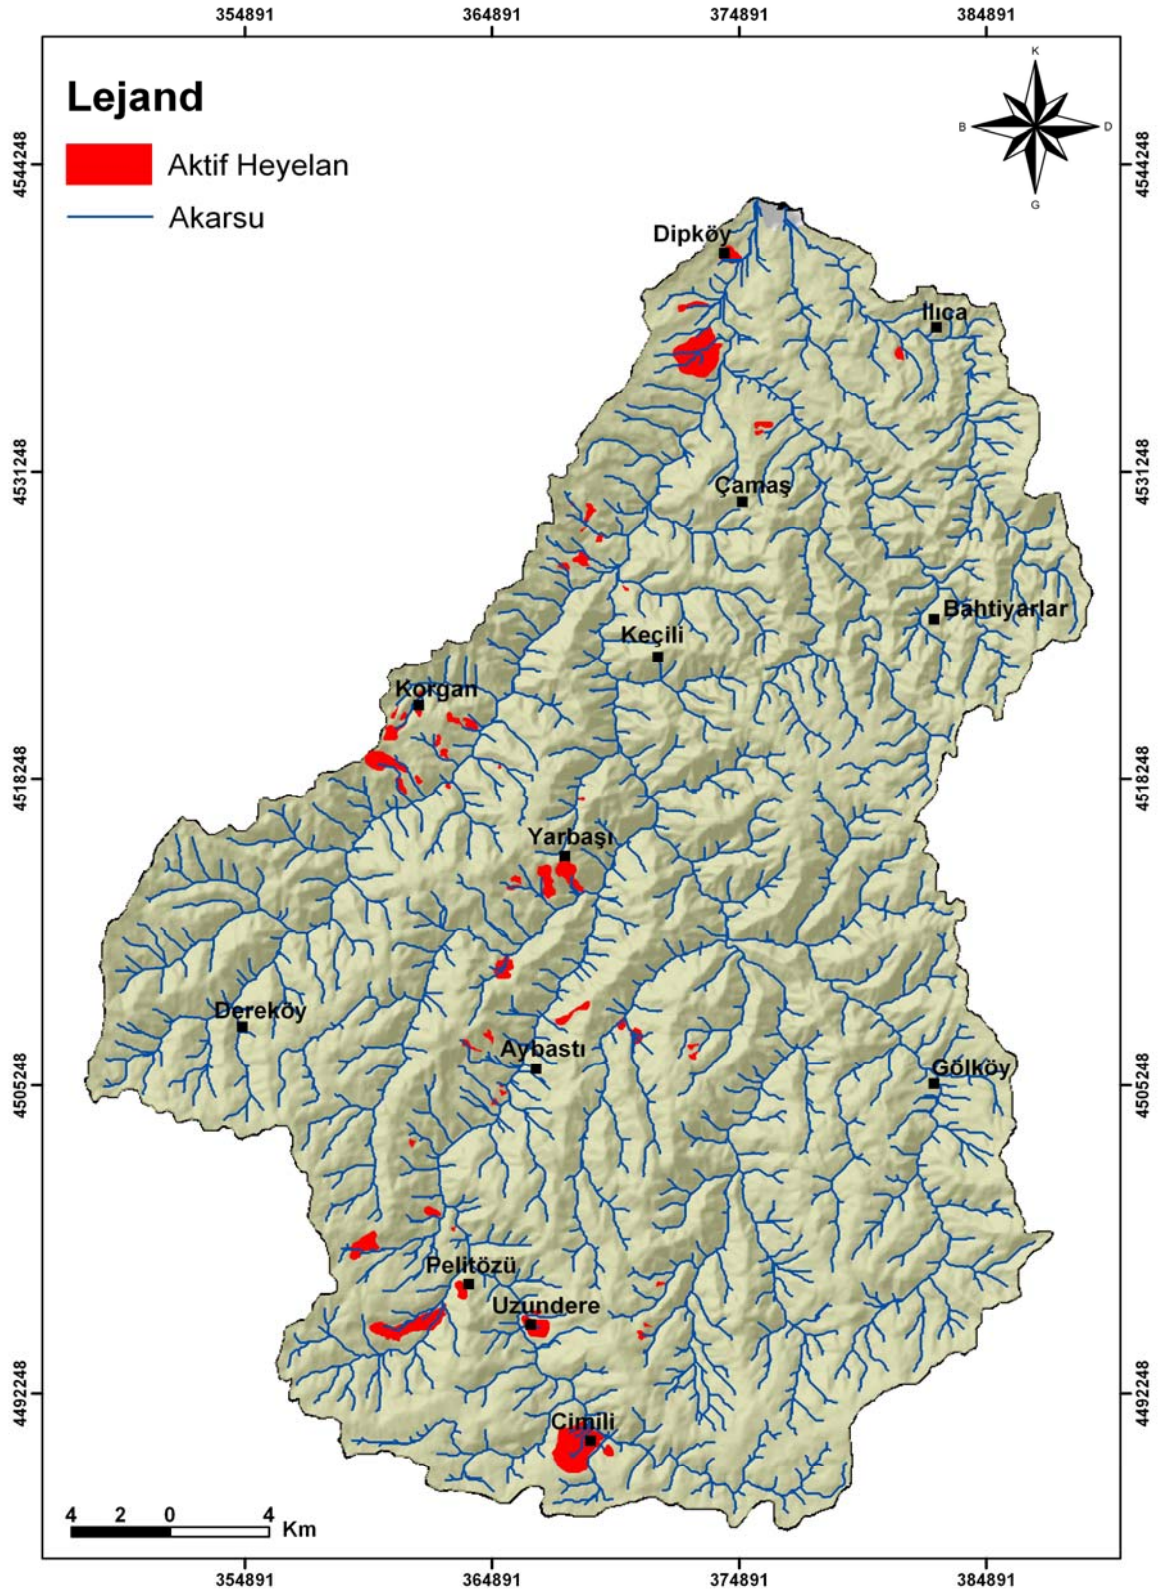 354891 364891 374891 384891
K
Lejand
B D
Aktif Heyelan
4544248 4544248
G
Akarsu
Dipköy
Ilıca
4531248 4531248
Çamaş
Bahtiyarlar
Keçili
Korgan
4518248 4518248
Yarbaşı
Dereköy
Aybastı
Gölköy
4505248 4505248
Pelitözü
Uzundere
4492248 4492248
Cimili
4 2 0 4
Km
354891 364891 374891 384891